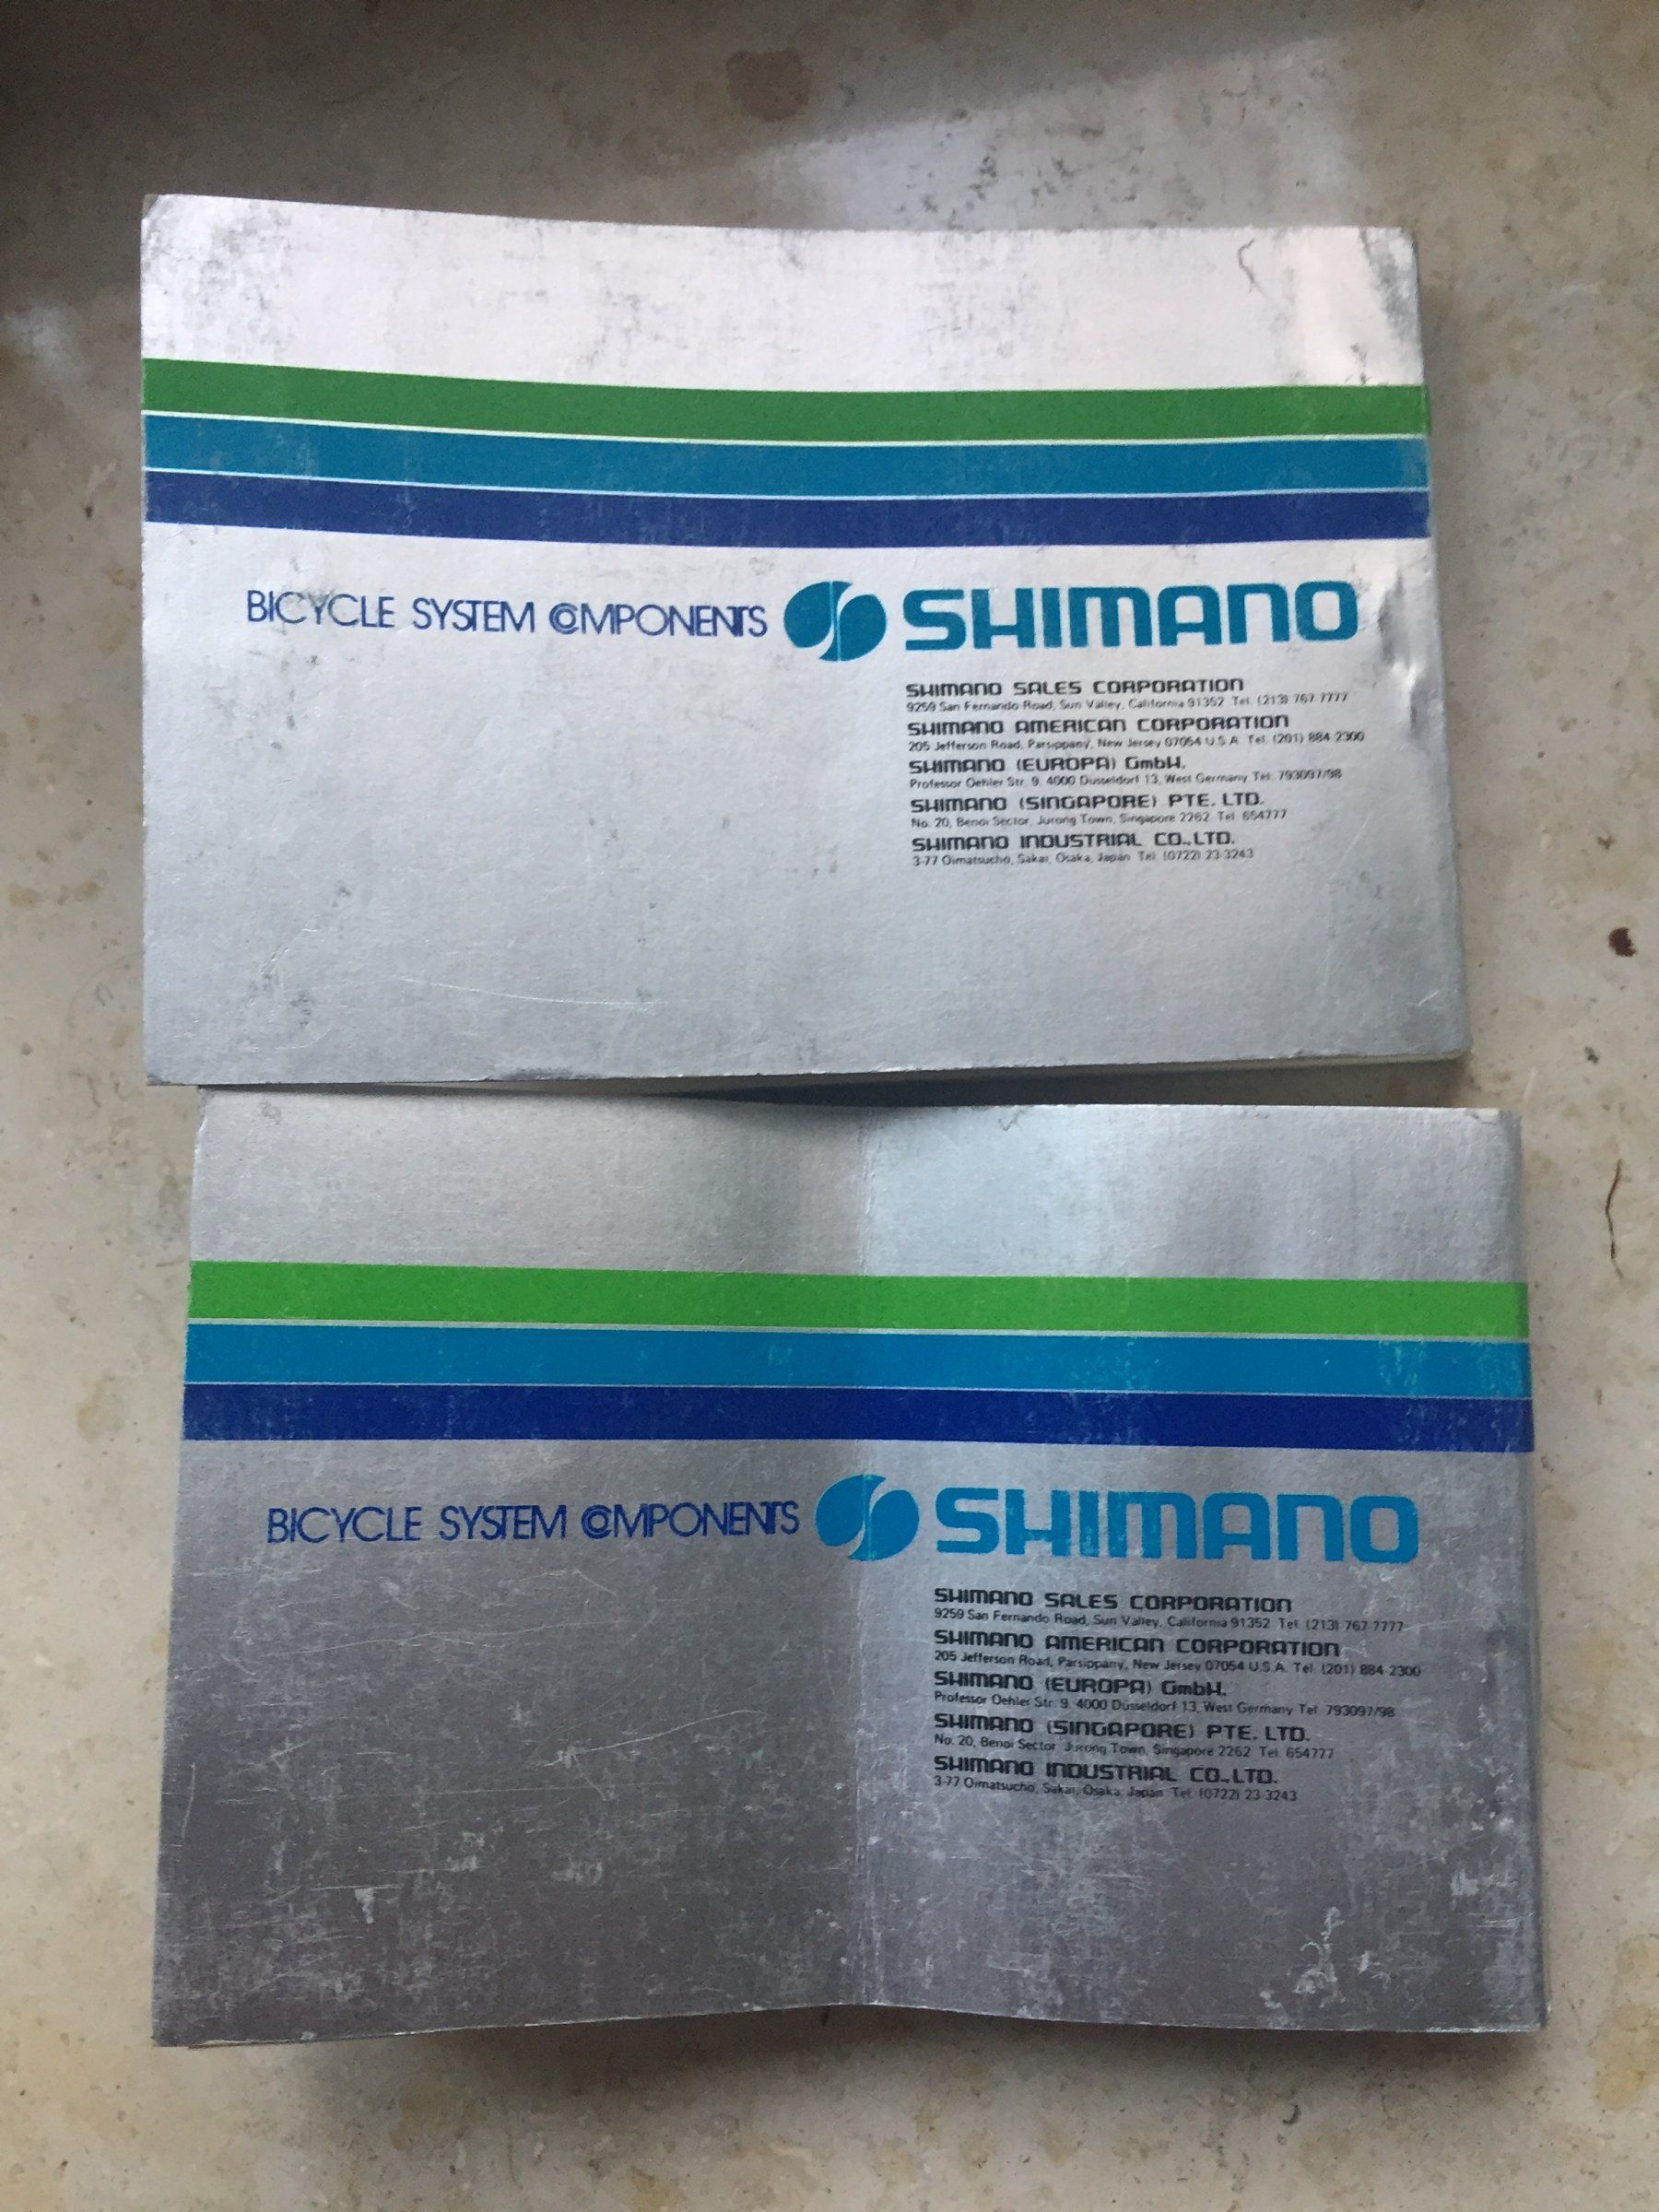 BICYCLE SYSTEM COMPONENTS SHIMANO
SHIMANO SALES CORPORATION
9259 San Fernando Road, Sun Valley, California 91352 Tel. (213) 767-7777
SHIMANO AMERICAN CORPORATION
205 Jefferson Road, Parsippany, New Jersey 07054 U.S.A. Tel. (201) 884-2300
SHIMANO (EUROPA) GmbH.
Professor Oehler Str. 9, 4000 Düsseldorf 13, West Germany Tel. 793097/98
SHIMANO (SINGAPORE) PTE. LTD.
No. 20, Benoi Sector, Jurong Town, Singapore 2262 Tel. 654777
SHIMANO INDUSTRIAL CO., LTD.
3-77 Oimatsucho, Sakai, Osaka, Japan Tel. (0722) 23-3243
BICYCLE SYSTEM COMPONENTS SHIMANO
SHIMANO SALES CORPORATION
9259 San Fernando Road, Sun Valley, California 91352 Tel. (213) 767-7777
SHIMANO AMERICAN CORPORATION
205 Jefferson Road, Parsippany, New Jersey 07054 U.S.A. Tel. (201) 884-2300
SHIMANO (EUROPA) GmbH.
Professor Oehler Str. 9, 4000 Düsseldorf 13, West Germany Tel. 793097/98
SHIMANO (SINGAPORE) PTE. LTD.
No. 20, Benoi Sector, Jurong Town, Singapore 2262 Tel. 654777
SHIMANO INDUSTRIAL CO., LTD.
3-77 Oimatsucho, Sakai, Osaka, Japan Tel. (0722) 23-3243